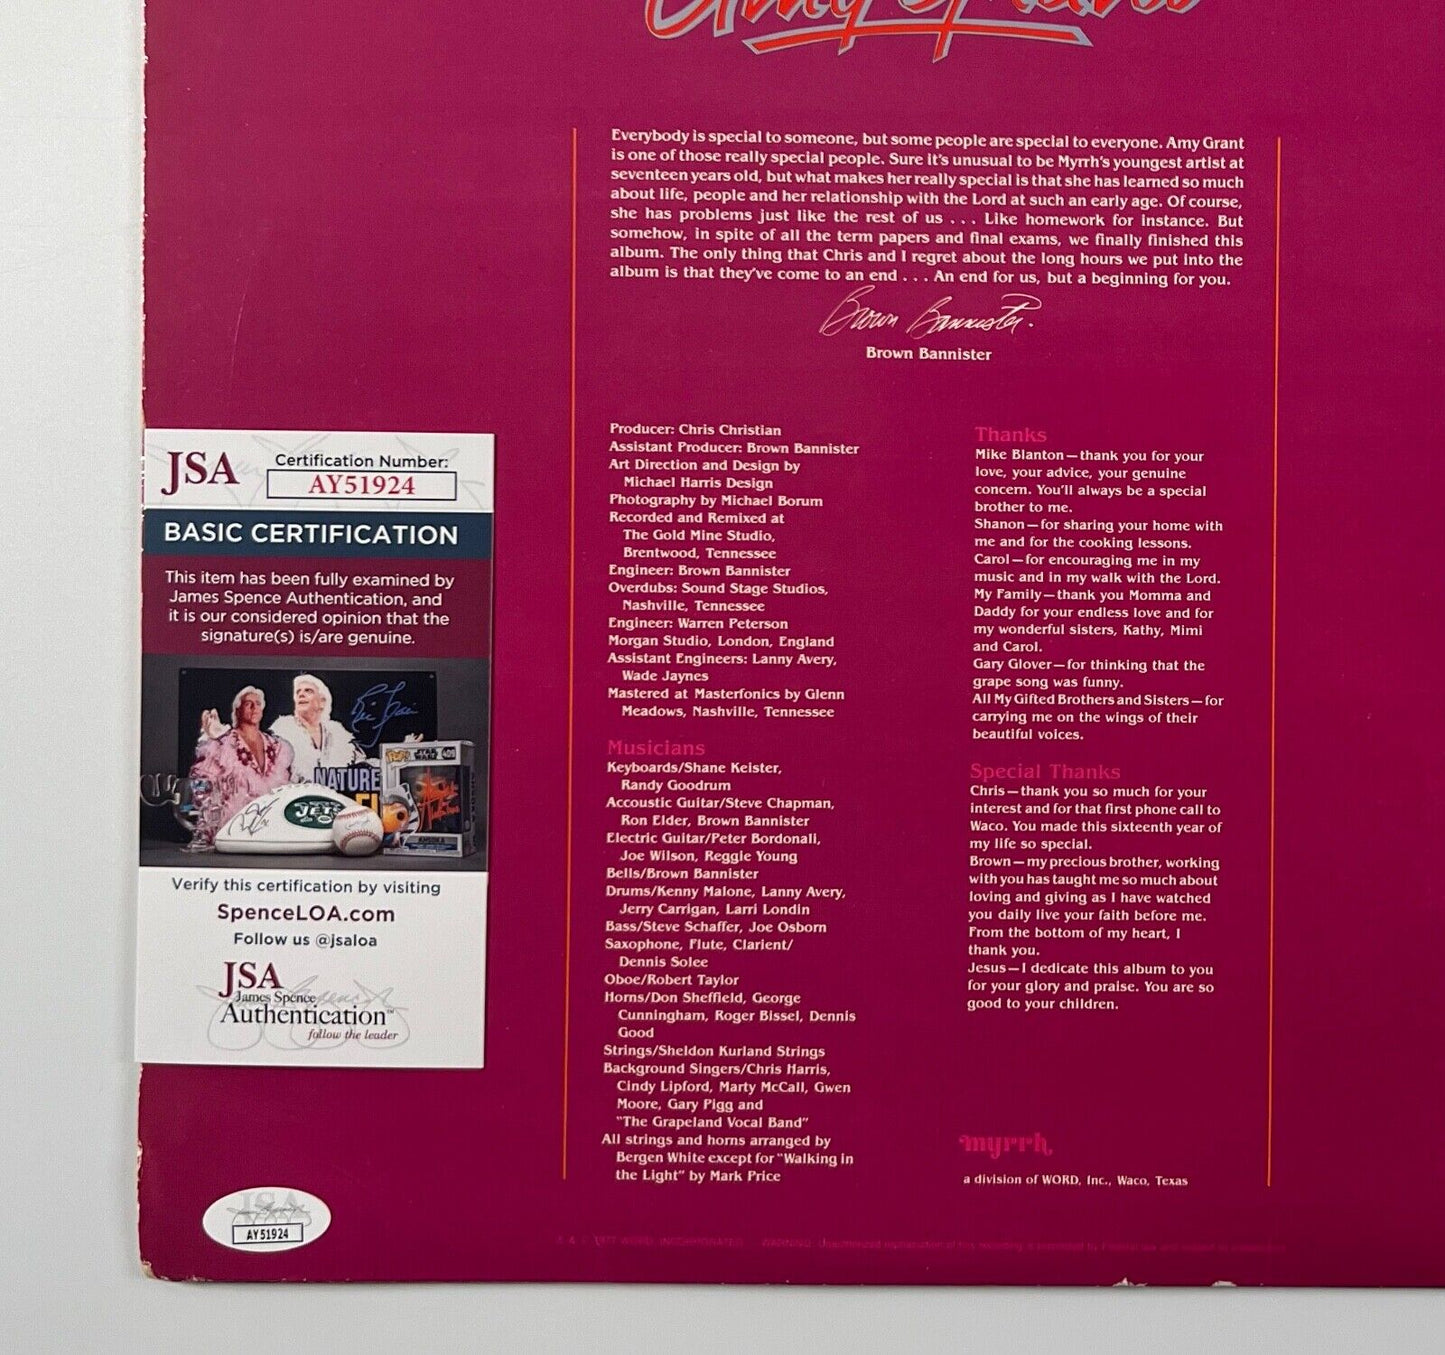 Amy Grant
Everybody is special to someone, but some people are special to everyone. Amy Grant
is one of those really special people. Sure it's unusual to be Myrrh's youngest artist at
seventeen years old, but what makes her really special is that she has learned so much
about life, people and her relationship with the Lord at such an early age. Of course,
she has problems just like the rest of us . . . Like homework for instance. But
somehow, in spite of all the term papers and final exams, we finally finished this
album. The only thing that Chris and I regret about the long hours we put into the
album is that they've come to an end . . . An end for us, but a beginning for you.
Brown Bannister.
Brown Bannister
Producer: Chris Christian
Assistant Producer: Brown Bannister
Art Direction and Design by
Michael Harris Design
Photography by Michael Borum
Recorded and Remixed at
The Gold Mine Studio,
Brentwood, Tennessee
Engineer: Brown Bannister
Overdubs: Sound Stage Studios,
Nashville, Tennessee
Engineer: Warren Peterson
Morgan Studio, London, England
Assistant Engineers: Lanny Avery,
Wade Jaynes
Mastered at Masterfonics by Glenn
Meadows, Nashville, Tennessee
Musicians
Keyboards/Shane Keister,
Randy Goodrum
Accoustic Guitar/Steve Chapman,
Ron Elder, Brown Bannister
Electric Guitar/Peter Bordonali,
Joe Wilson, Reggie Young
Bells/Brown Bannister
Drums/Kenny Malone, Lanny Avery,
Jerry Carrigan, Larri Londin
Bass/Steve Schaffer, Joe Osborn
Saxophone, Flute, Clarient/
Dennis Solee
Oboe/Robert Taylor
Horns/Don Sheffield, George
Cunningham, Roger Bissel, Dennis
Good
Strings/Sheldon Kurland Strings
Background Singers/Chris Harris,
Cindy Lipford, Marty McCall, Gwen
Moore, Gary Pigg and
"The Grapeland Vocal Band"
All strings and horns arranged by
Bergen White except for "Walking in
the Light" by Mark Price
Thanks
Mike Blanton—thank you for your
love, your advice, your genuine
concern. You'll always be a special
brother to me.
Shanon—for sharing your home with
me and for the cooking lessons.
Carol—for encouraging me in my
music and in my walk with the Lord.
My Family—thank you Momma and
Daddy for your endless love and for
my wonderful sisters, Kathy, Mimi
and Carol.
Gary Glover—for thinking that the
grape song was funny.
All My Gifted Brothers and Sisters—for
carrying me on the wings of their
beautiful voices.
Special Thanks
Chris—thank you so much for your
interest and for that first phone call to
Waco. You made this sixteenth year of
my life so special.
Brown—my precious brother, working
with you has taught me so much about
loving and giving as I have watched
you daily live your faith before me.
From the bottom of my heart, I
thank you.
Jesus—I dedicate this album to you
for your glory and praise. You are so
good to your children.
myrrh
a division of WORD, Inc., Waco, Texas
JSA
Certification Number:
AY51924
BASIC CERTIFICATION
This item has been fully examined by
James Spence Authentication, and
it is our considered opinion that the
signature(s) is/are genuine.
NATURE
JETS
POP!
STAR WARS
409
Verify this certification by visiting
SpenceLOA.com
Follow us @jsaloa
JSA
James Spence
Authentication™
follow the leader
JSA
AY51924